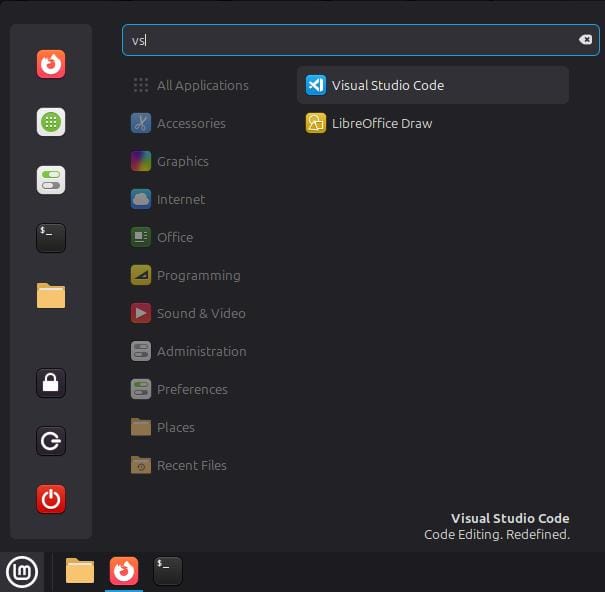 vs
All Applications
Accessories
Graphics
Internet
Office
Programming
Sound & Video
Administration
Preferences
Places
Recent Files
Visual Studio Code
LibreOffice Draw
Visual Studio Code
Code Editing. Redefined.
$_
$_